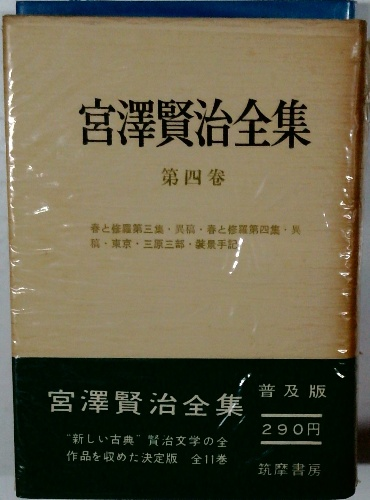 宮澤賢治全集
第四巻
春と修羅第三集・異稿・春と修羅第四集・異
稿・東京・三原三部・装景手記
宮澤賢治全集
普及版
290円
“新しい古典”賢治文学の全
作品を収めた決定版 全11巻
筑摩書房